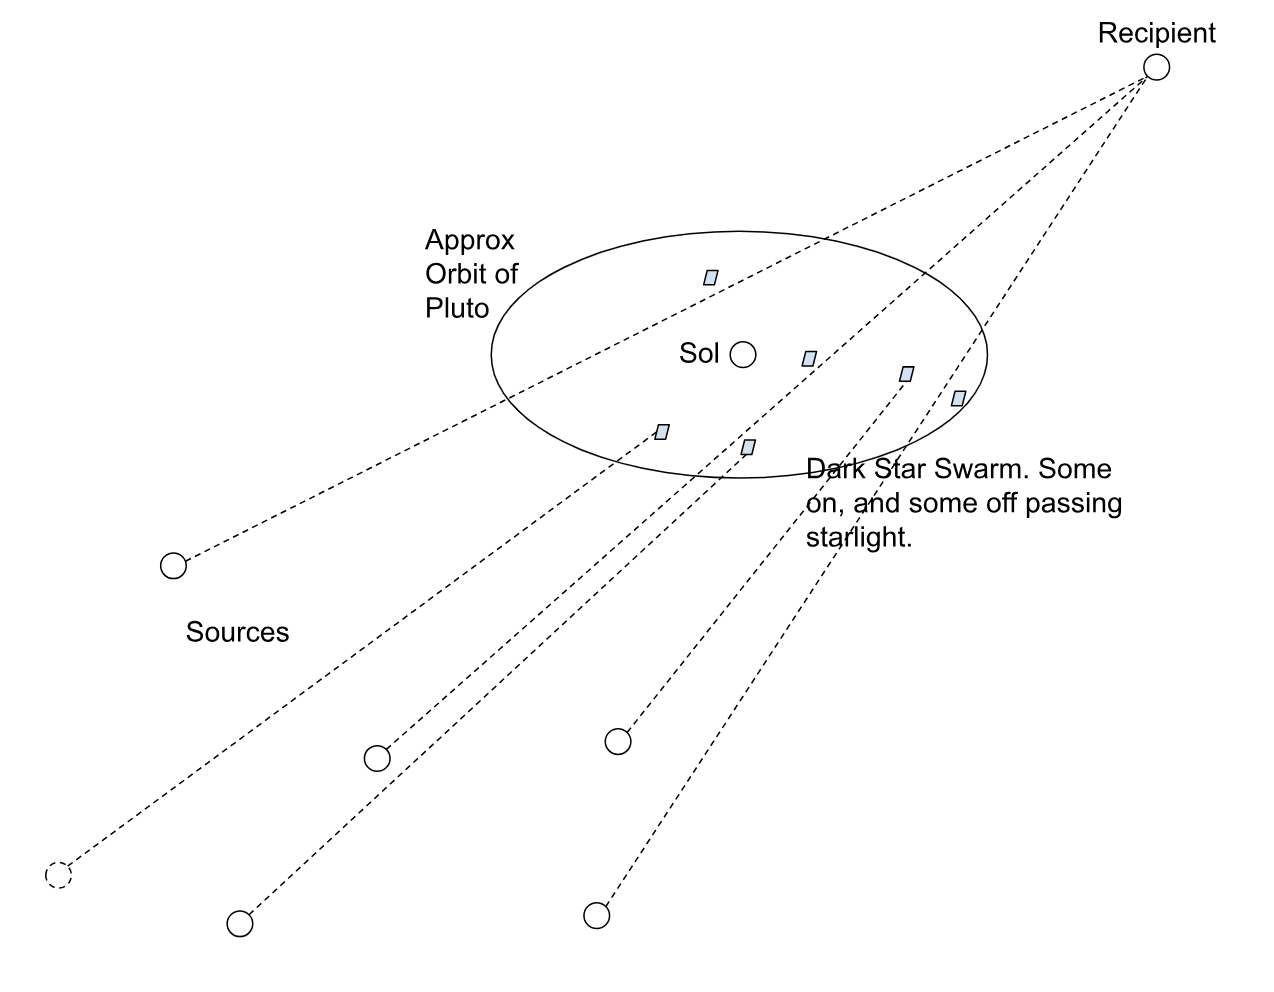 Recipient
Approx
Orbit of
Pluto
Sol
Dark Star Swarm. Some
on, and some off passing
starlight.
Sources